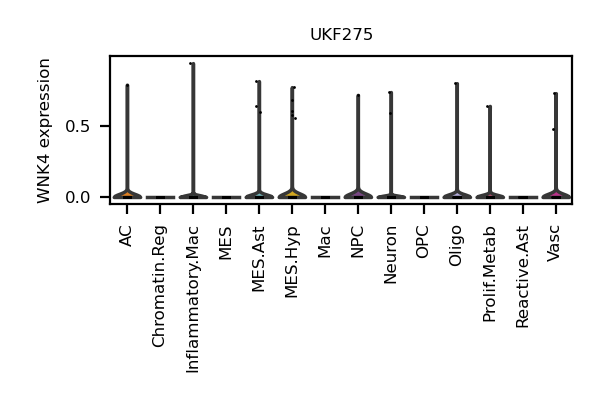 UKF275
WNK4 expression
0.5
0.0
AC
Chromatin.Reg
Inflammatory.Mac
MES
MES.Ast
MES.Hyp
Mac
NPC
Neuron
OPC
Oligo
Prolif.Metab
Reactive.Ast
Vasc